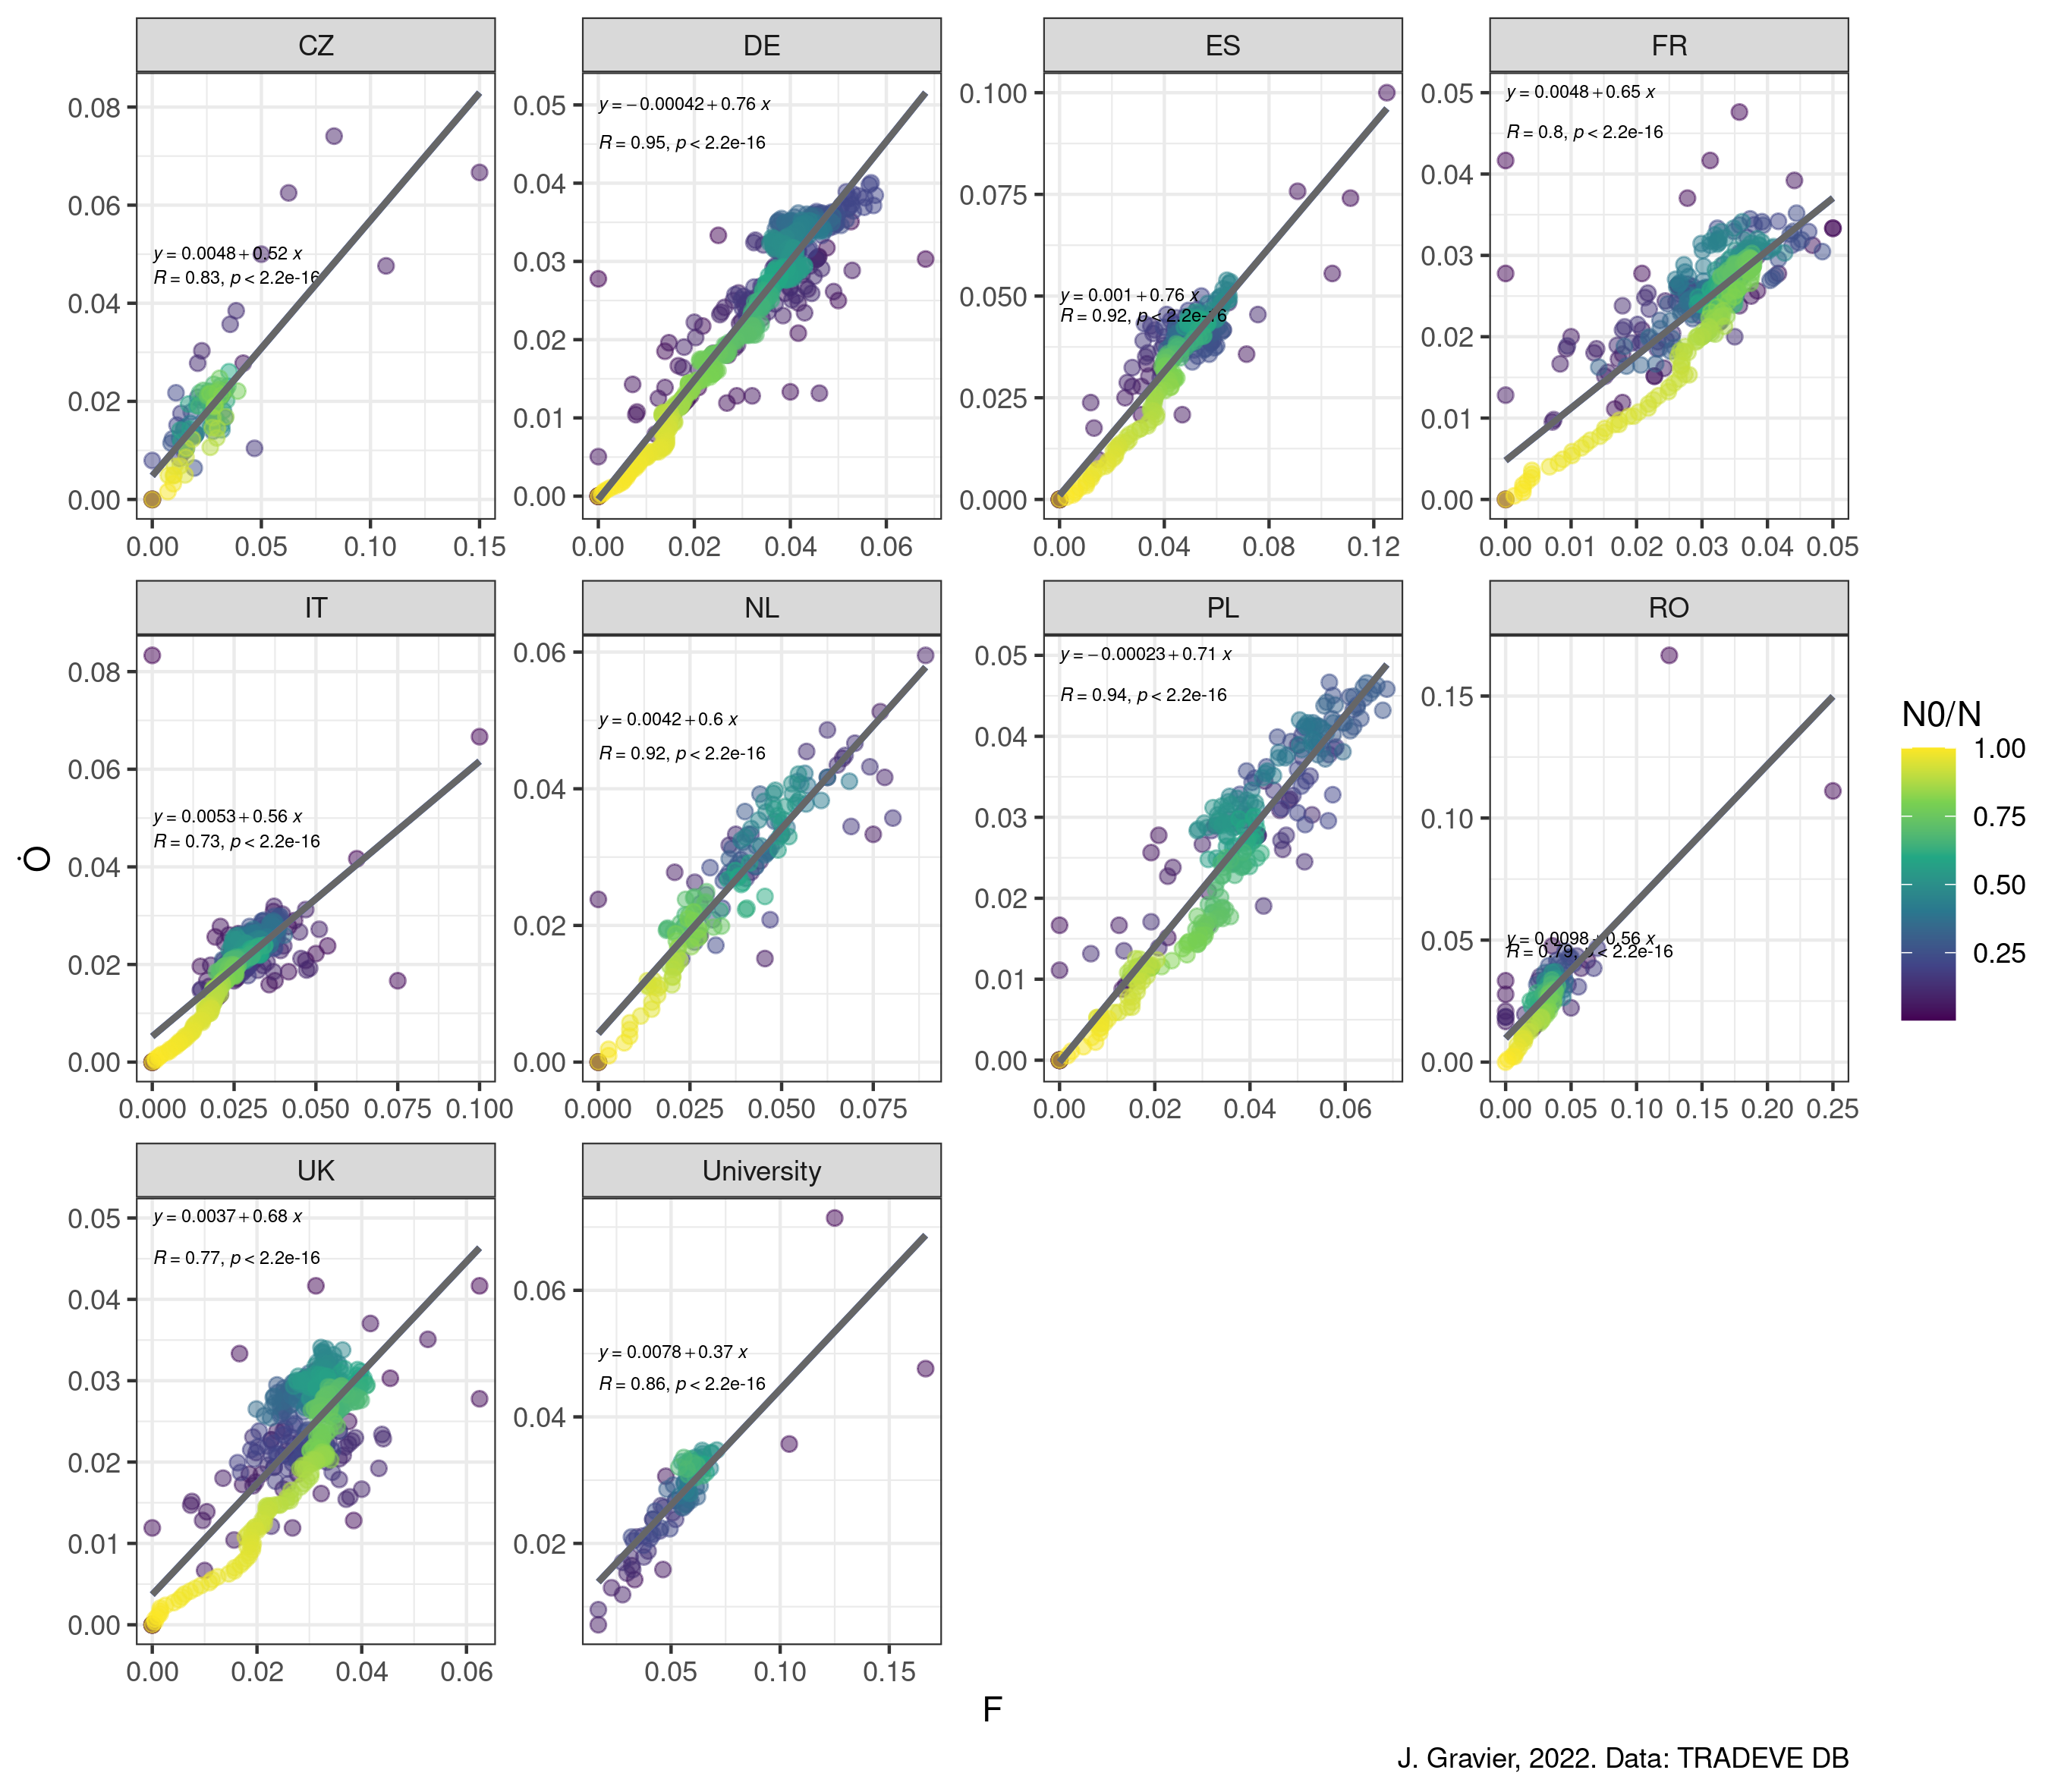 CZ
DE
ES
FR
y = 0.0048 + 0.52 x
R = 0.83, p < 2.2e-16
0.08
0.06
0.04
0.02
0.00
0.00 0.05 0.10 0.15
y = −0.00042 + 0.76 x
R = 0.95, p < 2.2e-16
0.05
0.04
0.03
0.02
0.01
0.00
0.00 0.02 0.04 0.06
y = 0.001 + 0.76 x
R = 0.92, p < 2.2e-16
0.100
0.075
0.050
0.025
0.000
0.00 0.04 0.08 0.12
y = 0.0048 + 0.65 x
R = 0.8, p < 2.2e-16
0.05
0.04
0.03
0.02
0.01
0.00
0.00 0.01 0.02 0.03 0.04 0.05
IT
NL
PL
RO
y = 0.0053 + 0.56 x
R = 0.73, p < 2.2e-16
0.08
0.06
0.04
0.02
0.00
0.000 0.025 0.050 0.075 0.100
y = 0.0042 + 0.6 x
R = 0.92, p < 2.2e-16
0.06
0.04
0.02
0.00
0.000 0.025 0.050 0.075
y = −0.00023 + 0.71 x
R = 0.94, p < 2.2e-16
0.05
0.04
0.03
0.02
0.01
0.00
0.00 0.02 0.04 0.06
y = 0.0098 + 0.56 x
R = 0.79, p < 2.2e-16
0.15
0.10
0.05
0.00
0.00 0.05 0.10 0.15 0.20 0.25
UK
University
y = 0.0037 + 0.68 x
R = 0.77, p < 2.2e-16
0.05
0.04
0.03
0.02
0.01
0.00
0.00 0.02 0.04 0.06
y = 0.0078 + 0.37 x
R = 0.86, p < 2.2e-16
0.06
0.04
0.02
0.05 0.10 0.15
Ȯ
F
N0/N
1.00
0.75
0.50
0.25
J. Gravier, 2022. Data: TRADEVE DB